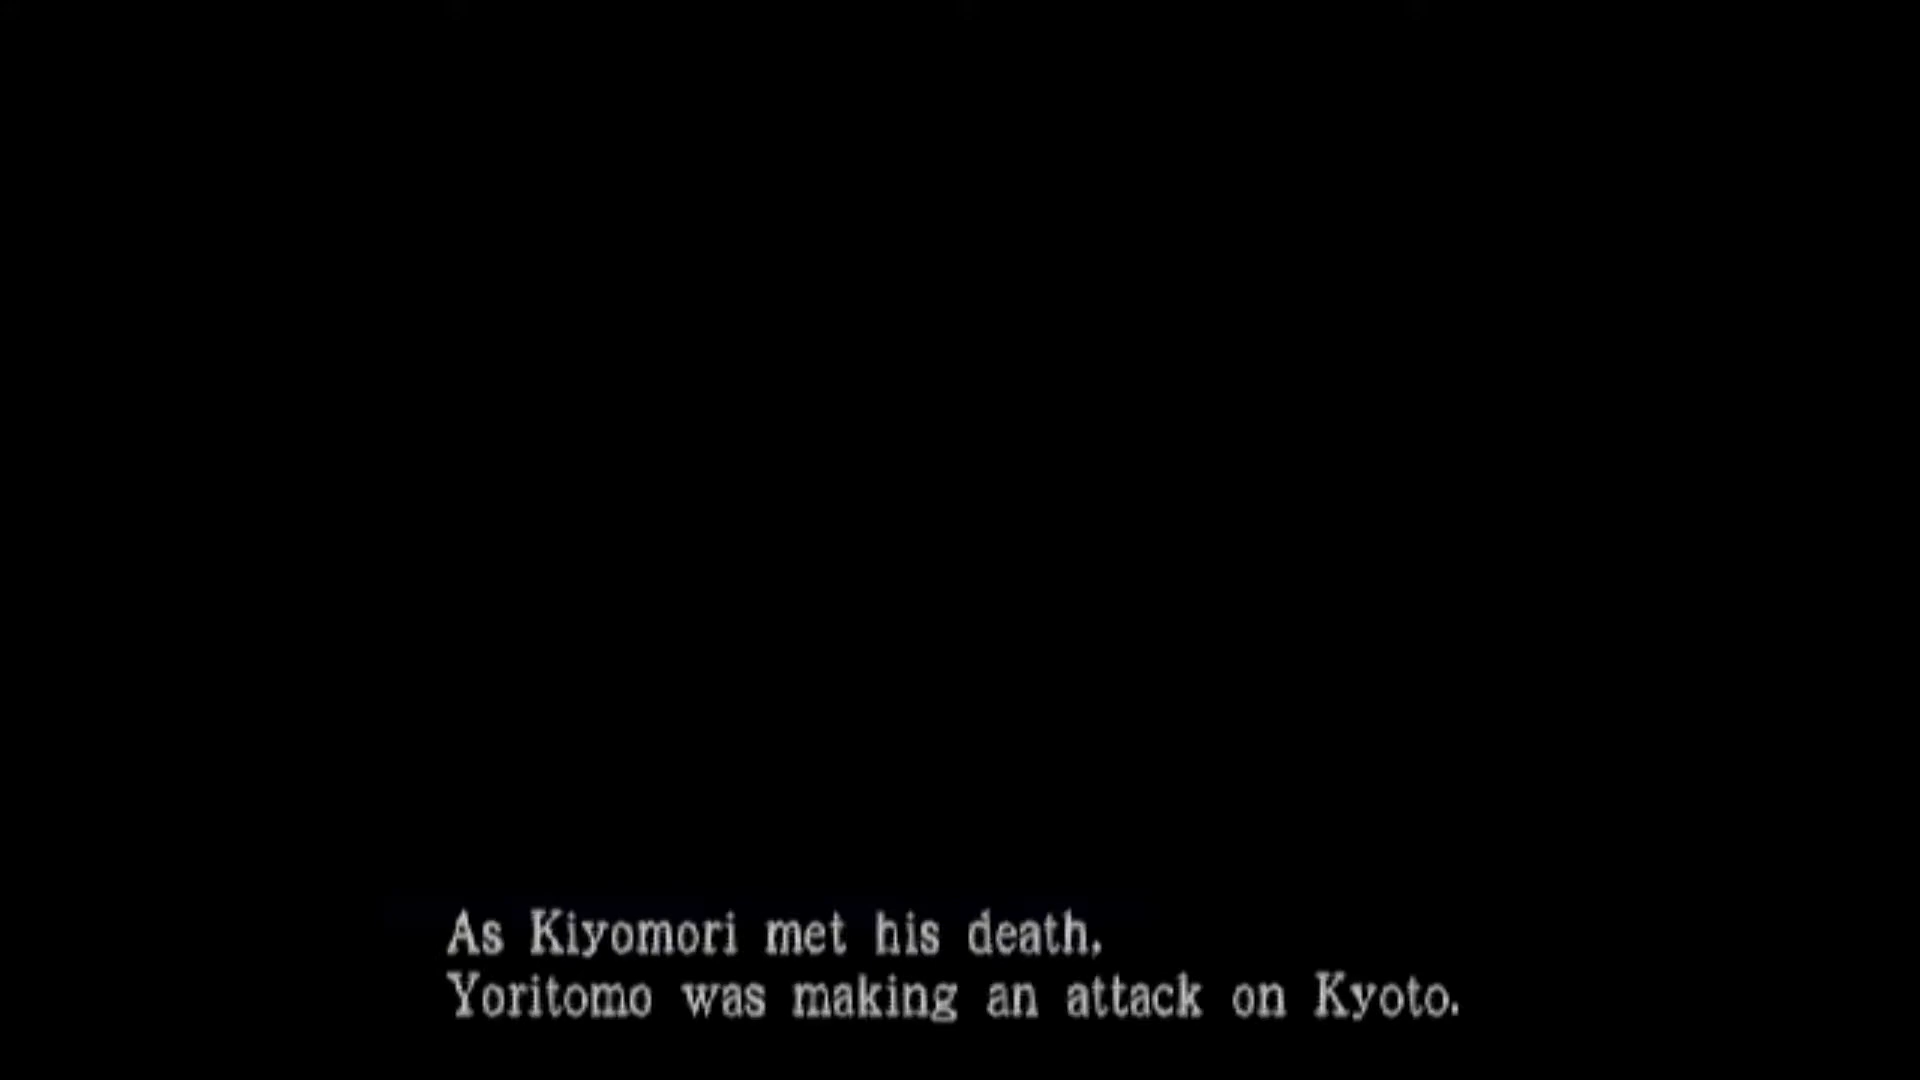 As Kiyomori met his death,
Yoritomo was making an attack on Kyoto.